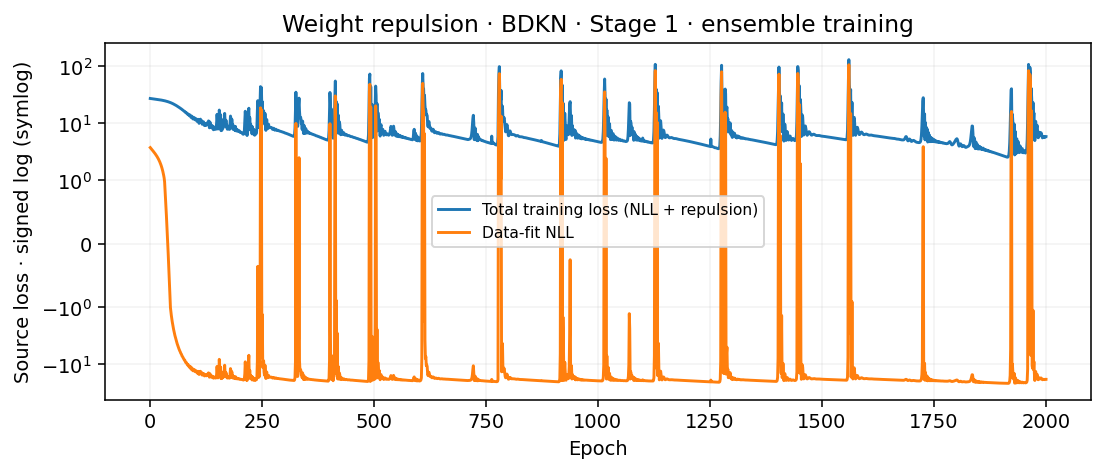 Weight repulsion · BDKN · Stage 1 · ensemble training
Source loss · signed log (symlog)
10²
10¹
10⁰
0
−10⁰
−10¹
Total training loss (NLL + repulsion)
Data-fit NLL
0 250 500 750 1000 1250 1500 1750 2000
Epoch